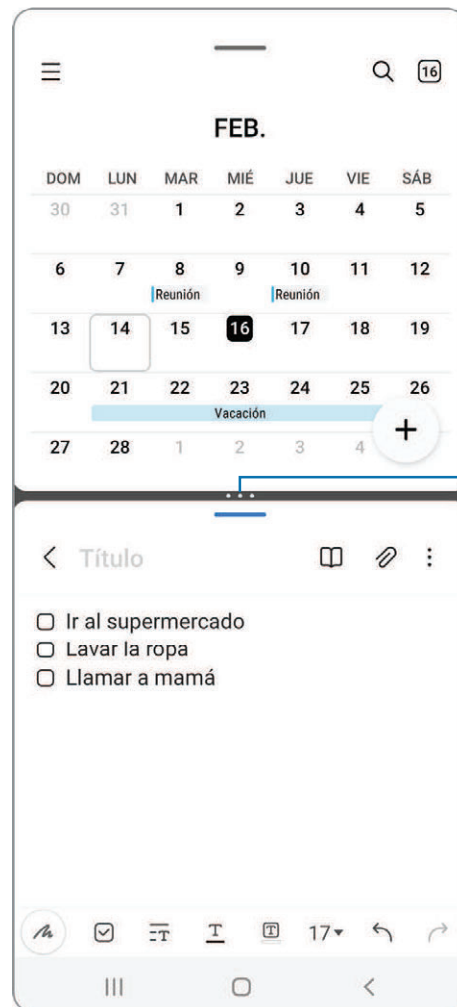 16
FEB.
DOM LUN MAR MIÉ JUE VIE SÁB
30 31 1 2 3 4 5
6 7 8 9 10 11 12
Reunión Reunión
13 14 15 16 17 18 19
20 21 22 23 24 25 26
Vacación
27 28 1 2 3 4
Título
Ir al supermercado
Lavar la ropa
Llamar a mamá
T T T 17